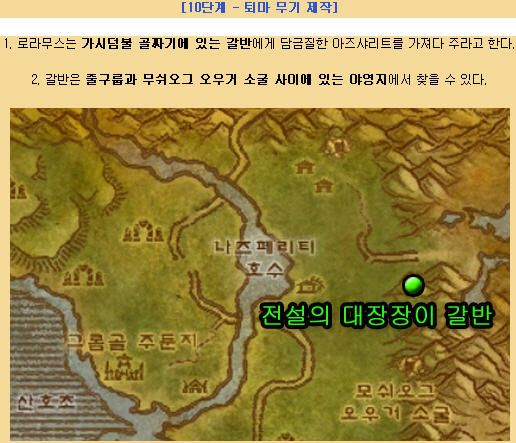 [10단계 - 퇴마 무기 제작]
1. 로라무스는 가시덤불 골짜기에 있는 갈반에게 담금질한 아즈샤리트를 가져다 주라고 한다.
2. 갈반은 줄구룹과 무쉬오그 오우거 소굴 사이에 있는 야영지에서 찾을 수 있다.
나즈페리티
호수
전설의 대장장이 갈반
그롬골 주둔지
모쉬오그
오우거 소굴
산호초